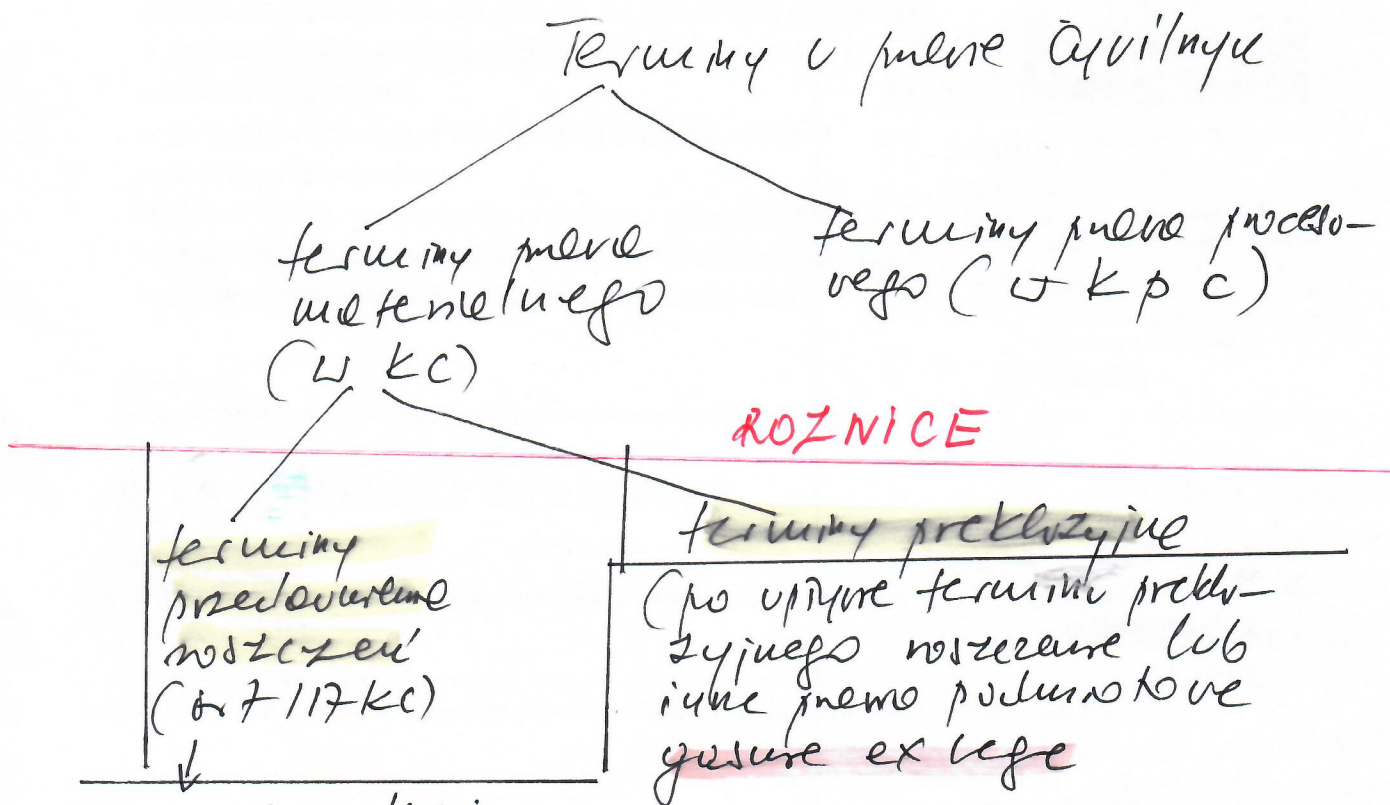 Terminy w prawie cywilnym
terminy prawa
materialnego
(w kc)
terminy prawa proceso-
wego (w kpc)
ROZNICE
terminy
przedawnienia
roszczeń
(art 117 kc)
terminy prekluzyjne
(po upływie terminu preklu-
zyjnego roszczenie lub
inne prawo podmiotowe
gaśnie ex lege